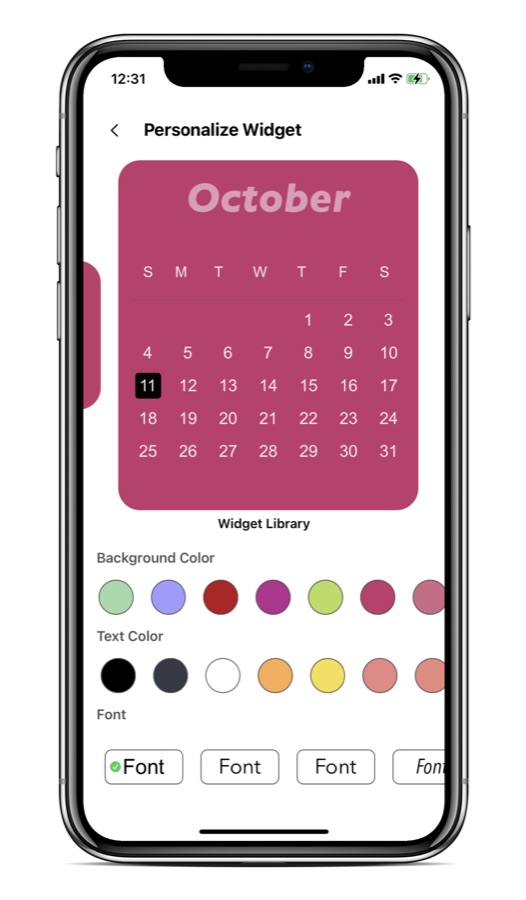 12:31
Personalize Widget
October
S M T W T F S
1 2 3
4 5 6 7 8 9 10
11 12 13 14 15 16 17
18 19 20 21 22 23 24
25 26 27 28 29 30 31
Widget Library
Background Color
Text Color
Font
Font Font Font Font